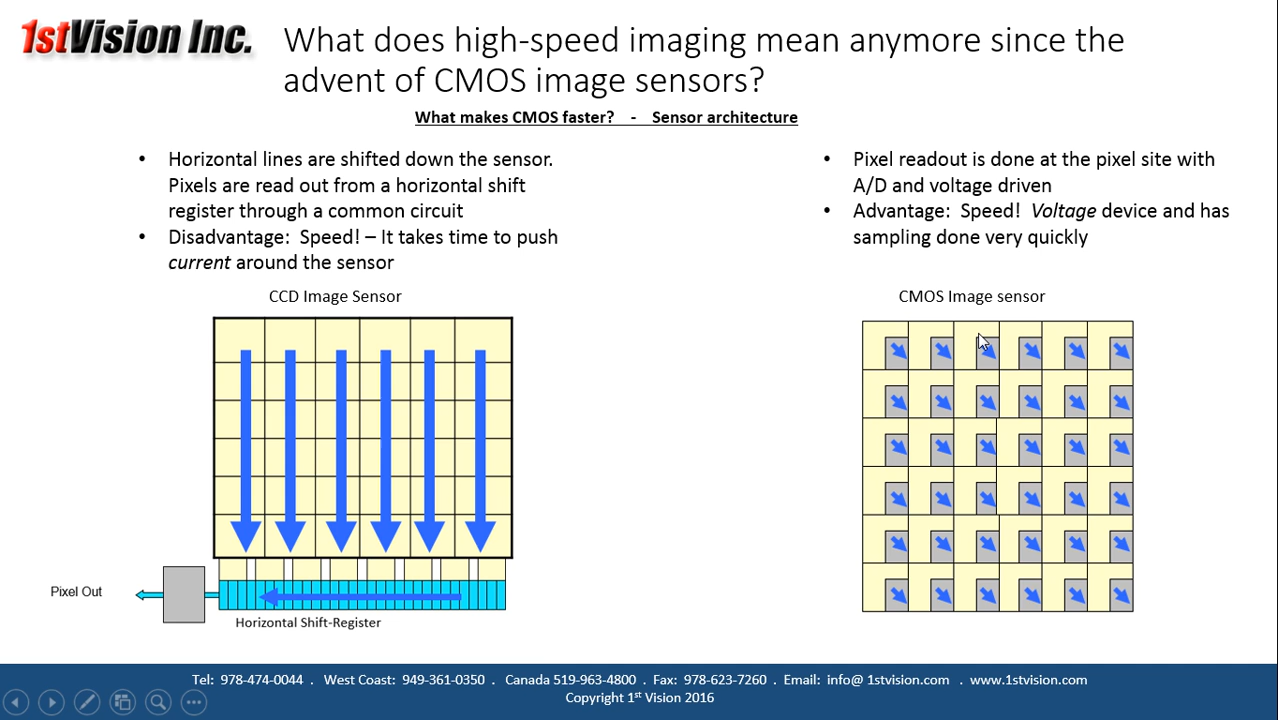 1stVision Inc.
What does high-speed imaging mean anymore since the
advent of CMOS image sensors?
What makes CMOS faster? - Sensor architecture
• Horizontal lines are shifted down the sensor.
Pixels are read out from a horizontal shift
register through a common circuit
• Disadvantage: Speed! – It takes time to push
current around the sensor
• Pixel readout is done at the pixel site with
A/D and voltage driven
• Advantage: Speed! Voltage device and has
sampling done very quickly
CCD Image Sensor
CMOS Image sensor
Pixel Out
Horizontal Shift-Register
Tel: 978-474-0044 . West Coast: 949-361-0350 . Canada 519-963-4800 . Fax: 978-623-7260 . Email: info@ 1stvision.com . www.1stvision.com
Copyright 1st Vision 2016